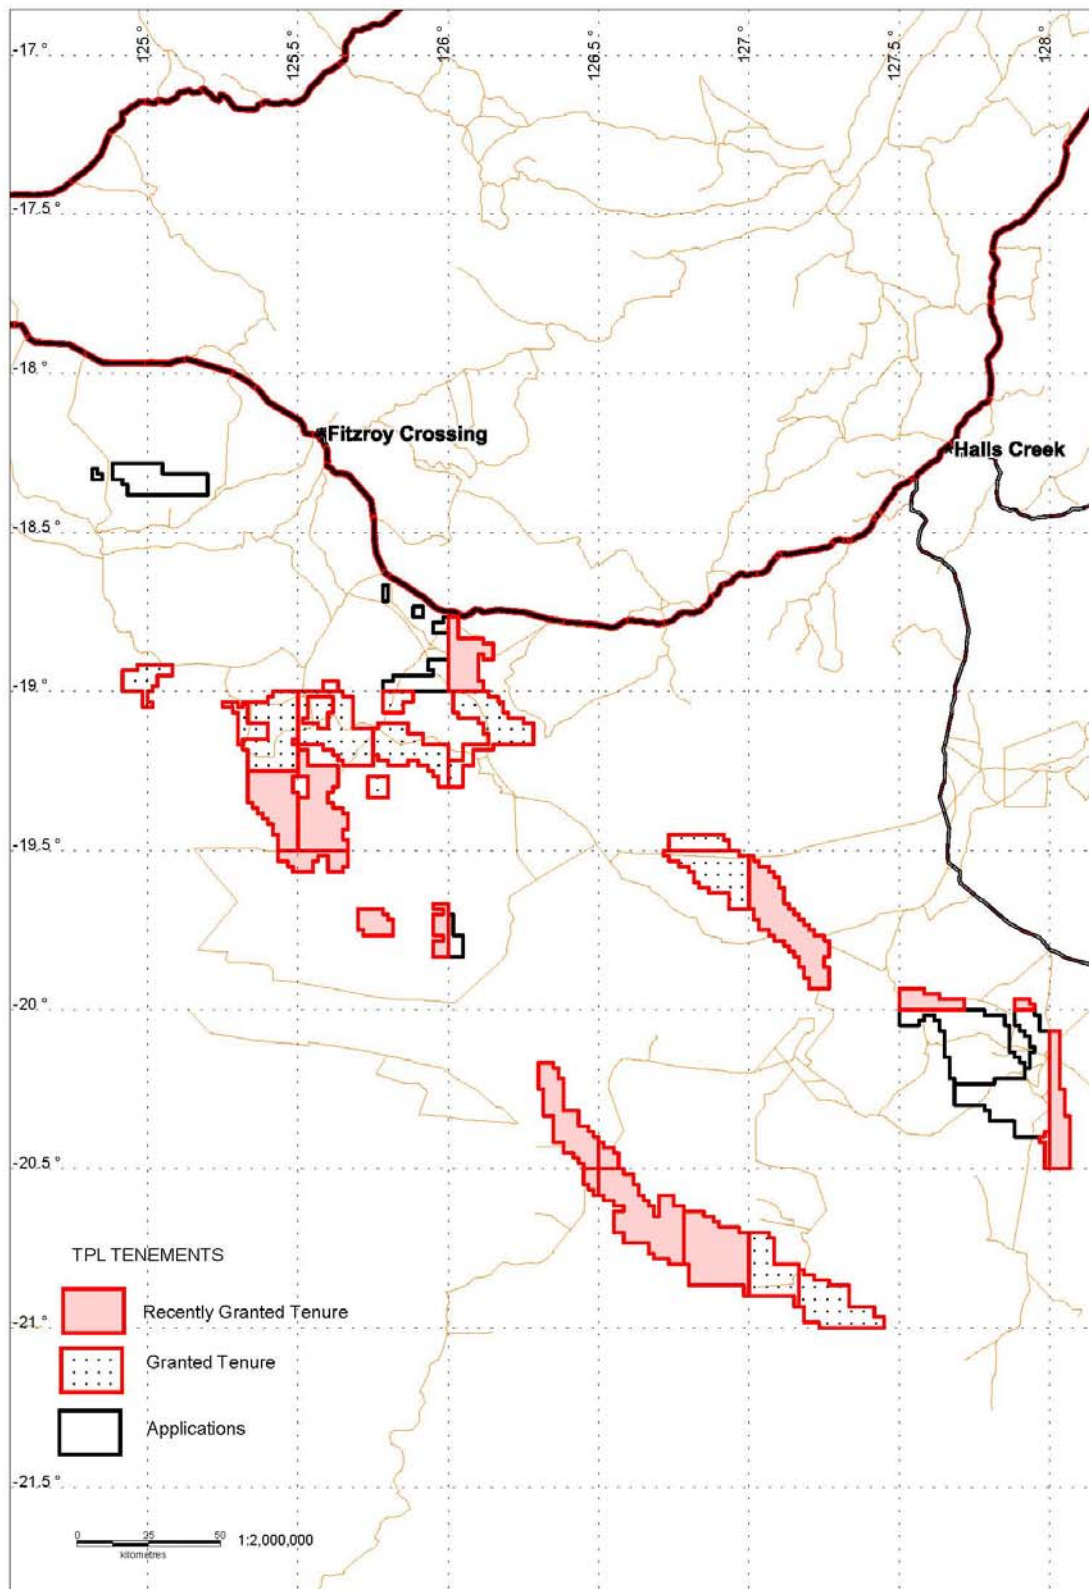 125.°
125.5°
126.°
126.5°
127.°
127.5°
128.°
-17.°
-17.5°
-18.°
Fitzroy Crossing
Halls Creek
-18.5°
-19.°
-19.5°
-20.°
-20.5°
TPL TENEMENTS
Recently Granted Tenure
-21.°
Granted Tenure
Applications
-21.5°
0 25 50
kilometres
1:2,000,000